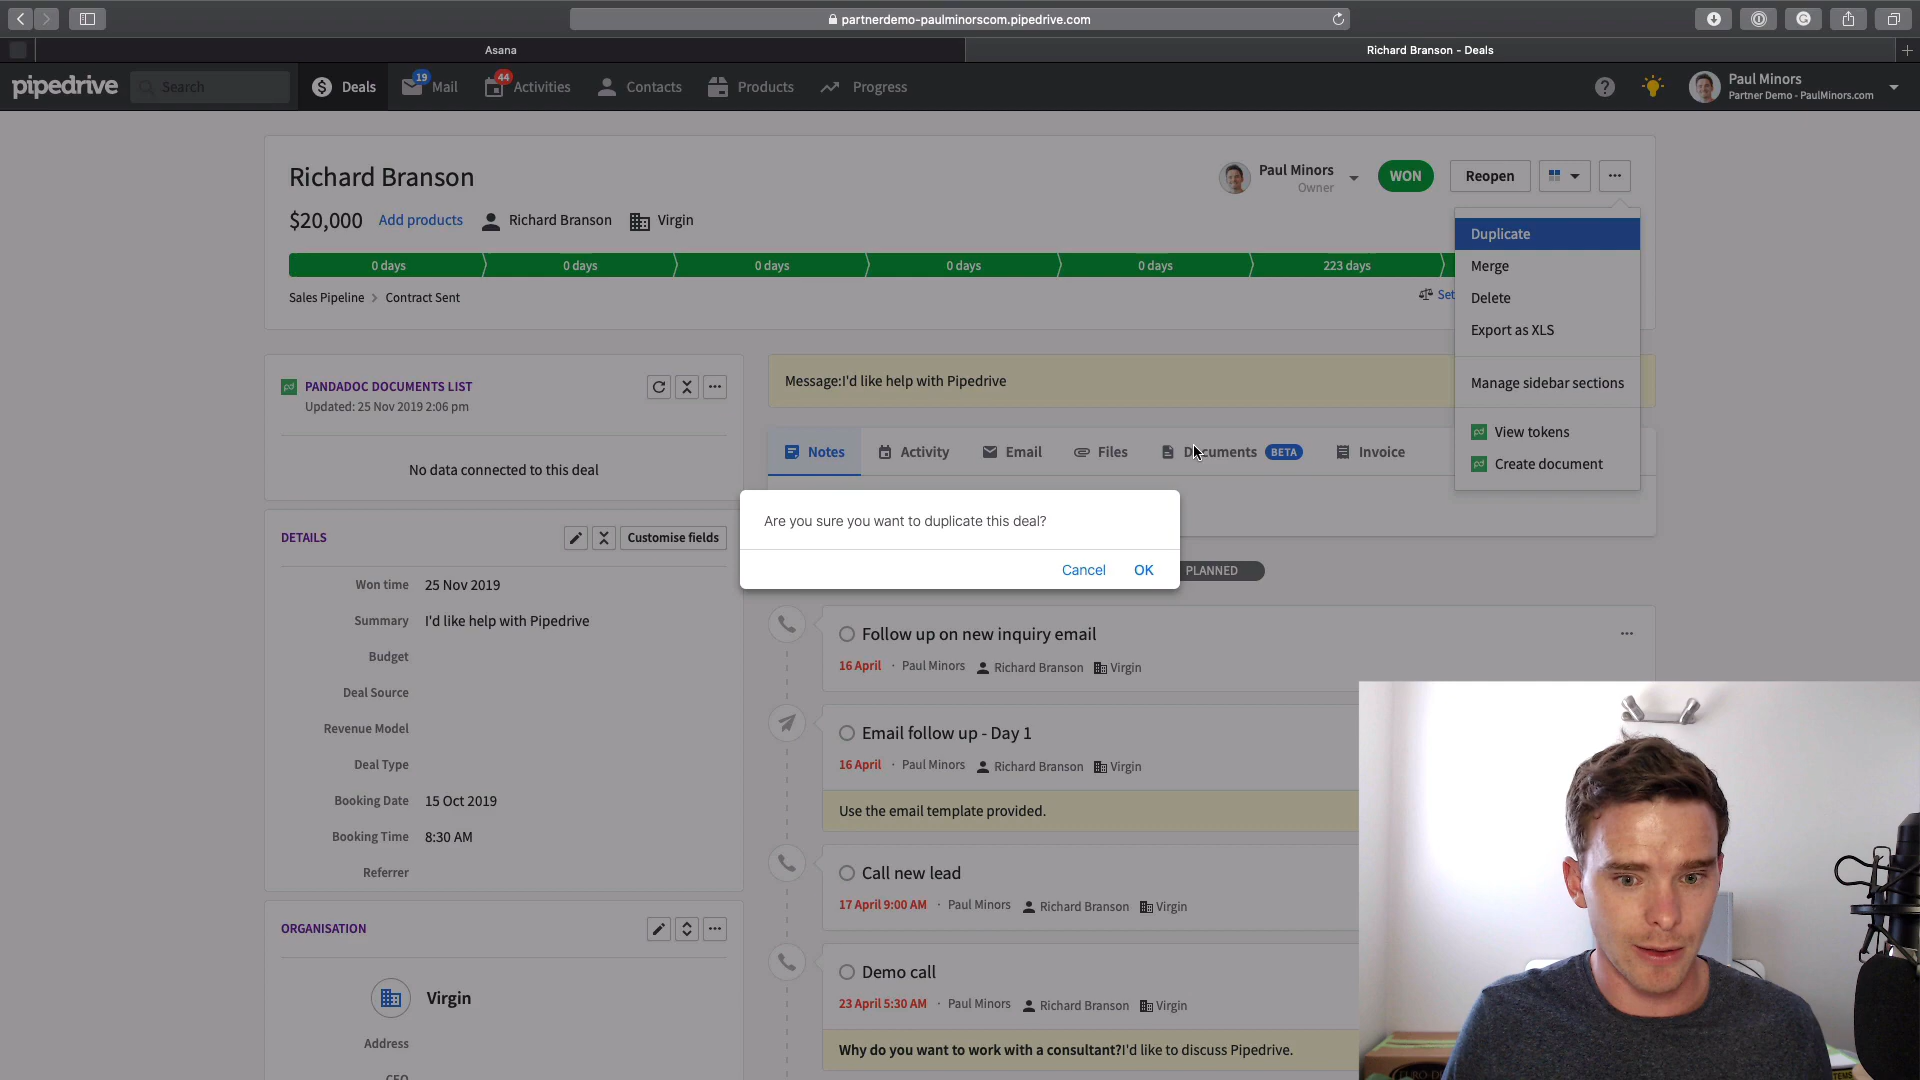 partnerdemo-paulminorscom.pipedrive.com
Asana
Richard Branson - Deals
pipedrive
Search
Deals
19
Mail
44
Activities
Contacts
Products
Progress
Paul Minors
Partner Demo - PaulMinors.com
Richard Branson
Paul Minors
Owner
WON
Reopen
$20,000
Add products
Richard Branson
Virgin
0 days
0 days
0 days
0 days
0 days
223 days
Sales Pipeline
Contract Sent
Set
Duplicate
Merge
Delete
Export as XLS
Manage sidebar sections
View tokens
Create document
PANDADOC DOCUMENTS LIST
Updated: 25 Nov 2019 2:06 pm
No data connected to this deal
Message:I'd like help with Pipedrive
Notes
Activity
Email
Files
Documents
BETA
Invoice
Are you sure you want to duplicate this deal?
Cancel
OK
PLANNED
DETAILS
Customise fields
Won time 25 Nov 2019
Summary I'd like help with Pipedrive
Budget
Deal Source
Revenue Model
Deal Type
Booking Date 15 Oct 2019
Booking Time 8:30 AM
Referrer
ORGANISATION
Virgin
Address
CEO
Follow up on new inquiry email
16 April · Paul Minors Richard Branson Virgin
Email follow up - Day 1
16 April · Paul Minors Richard Branson Virgin
Use the email template provided.
Call new lead
17 April 9:00 AM · Paul Minors Richard Branson Virgin
Demo call
23 April 5:30 AM · Paul Minors Richard Branson Virgin
Why do you want to work with a consultant?I'd like to discuss Pipedrive.